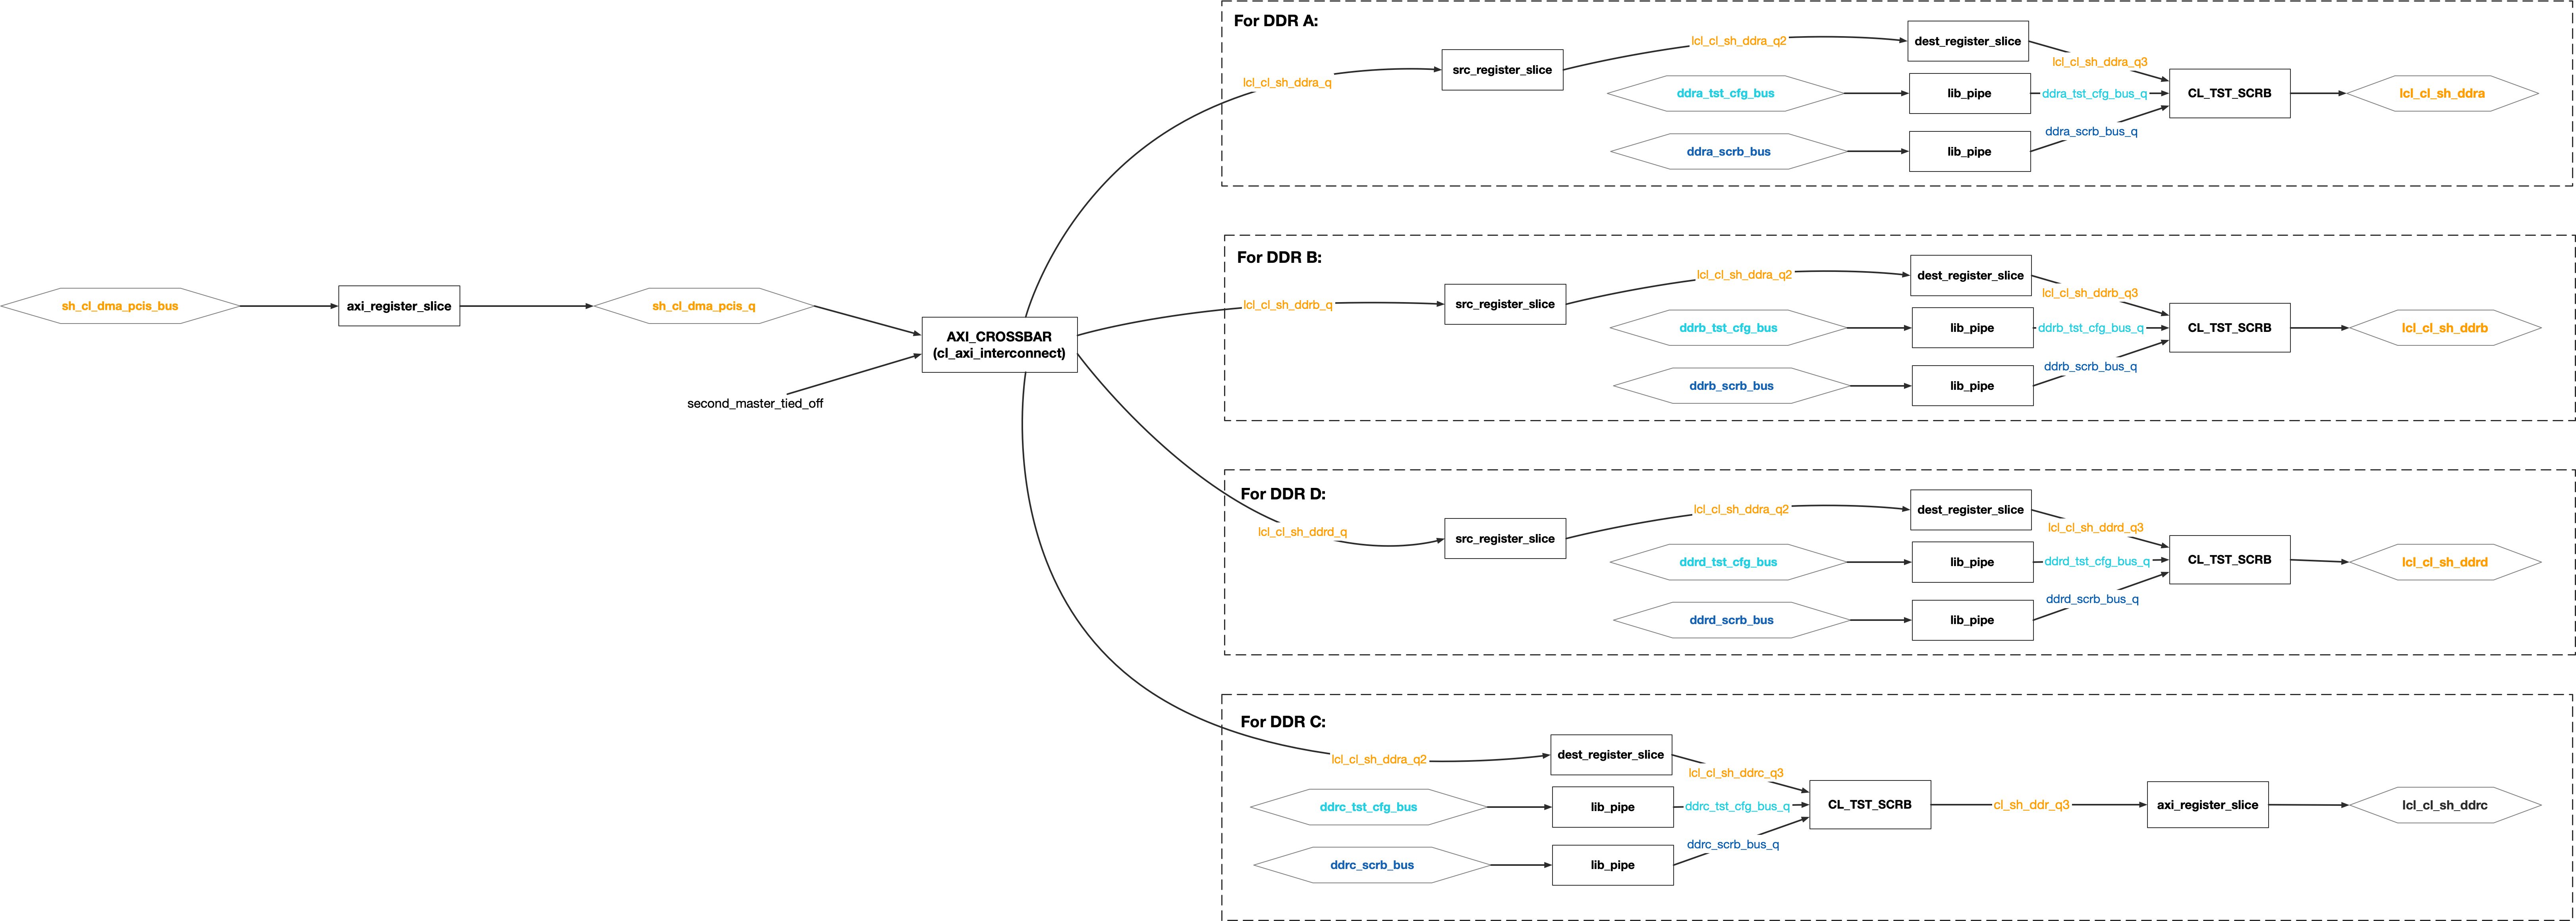 For DDR A:
lcl_cl_sh_ddra_q
src_register_slice
lcl_cl_sh_ddra_q2
dest_register_slice
lcl_cl_sh_ddra_q3
ddra_tst_cfg_bus
lib_pipe
ddra_tst_cfg_bus_q
CL_TST_SCRB
lcl_cl_sh_ddra
ddra_scrb_bus
lib_pipe
ddra_scrb_bus_q
sh_cl_dma_pcis_bus
axi_register_slice
sh_cl_dma_pcis_q
second_master_tied_off
AXI_CROSSBAR
(cl_axi_interconnect)
For DDR B:
lcl_cl_sh_ddrb_q
src_register_slice
lcl_cl_sh_ddra_q2
dest_register_slice
lcl_cl_sh_ddrb_q3
ddrb_tst_cfg_bus
lib_pipe
ddrb_tst_cfg_bus_q
CL_TST_SCRB
lcl_cl_sh_ddrb
ddrb_scrb_bus
lib_pipe
ddrb_scrb_bus_q
For DDR D:
lcl_cl_sh_ddrd_q
src_register_slice
lcl_cl_sh_ddra_q2
dest_register_slice
lcl_cl_sh_ddrd_q3
ddrd_tst_cfg_bus
lib_pipe
ddrd_tst_cfg_bus_q
CL_TST_SCRB
lcl_cl_sh_ddrd
ddrd_scrb_bus
lib_pipe
ddrd_scrb_bus_q
For DDR C:
lcl_cl_sh_ddra_q2
dest_register_slice
lcl_cl_sh_ddrc_q3
ddrc_tst_cfg_bus
lib_pipe
ddrc_tst_cfg_bus_q
CL_TST_SCRB
cl_sh_ddr_q3
axi_register_slice
lcl_cl_sh_ddrc
ddrc_scrb_bus
lib_pipe
ddrc_scrb_bus_q